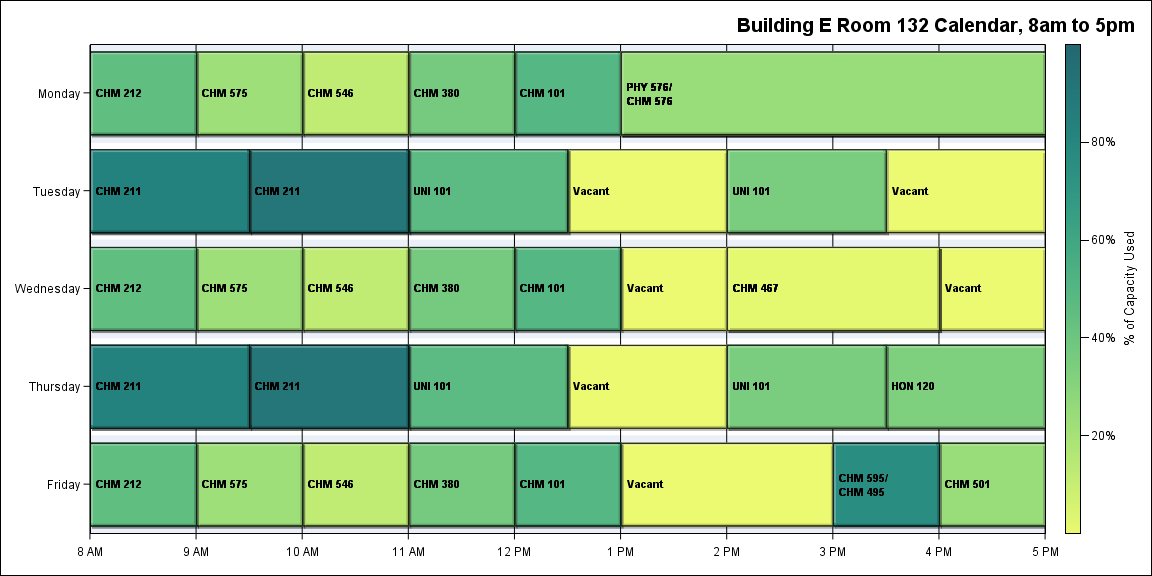 Building E Room 132 Calendar, 8am to 5pm
Monday
CHM 212
CHM 575
CHM 546
CHM 380
CHM 101
PHY 576/
CHM 576
Tuesday
CHM 211
CHM 211
UNI 101
Vacant
UNI 101
Vacant
Wednesday
CHM 212
CHM 575
CHM 546
CHM 380
CHM 101
Vacant
CHM 467
Vacant
Thursday
CHM 211
CHM 211
UNI 101
Vacant
UNI 101
HON 120
Friday
CHM 212
CHM 575
CHM 546
CHM 380
CHM 101
Vacant
CHM 595/
CHM 495
CHM 501
8 AM
9 AM
10 AM
11 AM
12 PM
1 PM
2 PM
3 PM
4 PM
5 PM
80%
60%
40%
20%
% of Capacity Used